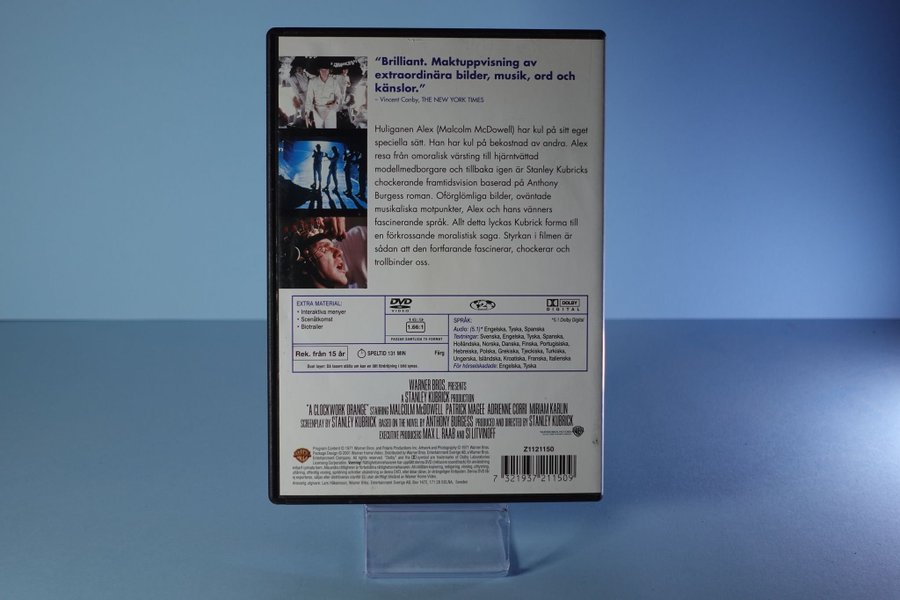 “Brilliant. Maktuppvisning av
extraordinära bilder, musik, ord och
känslor.”
- Vincent Canby, THE NEW YORK TIMES
Huliganen Alex (Malcolm McDowell) har kul på sitt eget
speciella sätt. Han har kul på bekostnad av andra. Alex
resa från omoralisk värsting till hjärntvättad
modellmedborgare och tillbaka igen är Stanley Kubricks
chockerande framtidsvision baserad på Anthony
Burgess roman. Oförglömliga bilder, oväntade
musikaliska motpunkter, Alex och hans vänners
fascinerande språk. Allt detta lyckas Kubrick forma till
en förkrossande moralistisk saga. Styrkan i filmen är
sådan att den fortfarande fascinerar, chockerar och
trollbinder oss.
EXTRA MATERIAL:
• Interaktiva menyer
• Scenåtkomst
• Biotrailer
DVD
VIDEO
1.66:1
2
DOLBY
DIGITAL
SPRÅK:
*5.1 Dolby Digital
Audio: (5.1)* Engelska, Tyska, Spanska
Textningar: Svenska, Engelska, Tyska, Spanska,
Holländska, Norska, Danska, Finska, Portugisiska,
Hebreiska, Polska, Grekiska, Tjeckiska, Turkiska,
Ungerska, Isländska, Kroatiska, Franska, Italienska
För hörselskadade: Engelska, Tyska
Rek. från 15 år
SPELTID 131 MIN
Färg
WARNER BROS. PRESENTS
A STANLEY KUBRICK PRODUCTION
"A CLOCKWORK ORANGE" STARRING MALCOLM McDOWELL PATRICK MAGEE ADRIENNE CORRI MIRIAM KARLIN
SCREENPLAY BY STANLEY KUBRICK BASED ON THE NOVEL BY ANTHONY BURGESS PRODUCED AND DIRECTED BY STANLEY KUBRICK
EXECUTIVE PRODUCERS MAX L. RAAB AND SI LITVINOFF
Z1121150
7 321937 211509